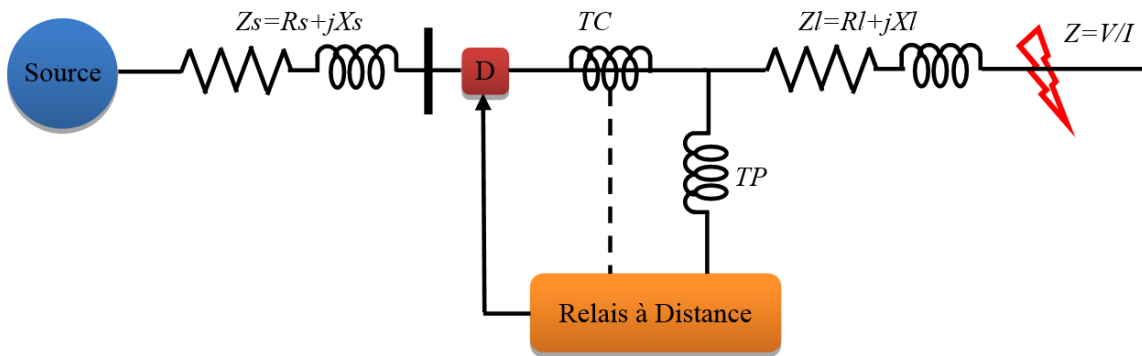 Source
Zs=Rs+jXs
D
TC
Zl=Rl+jXl
Z=V/I
TP
Relais à Distance